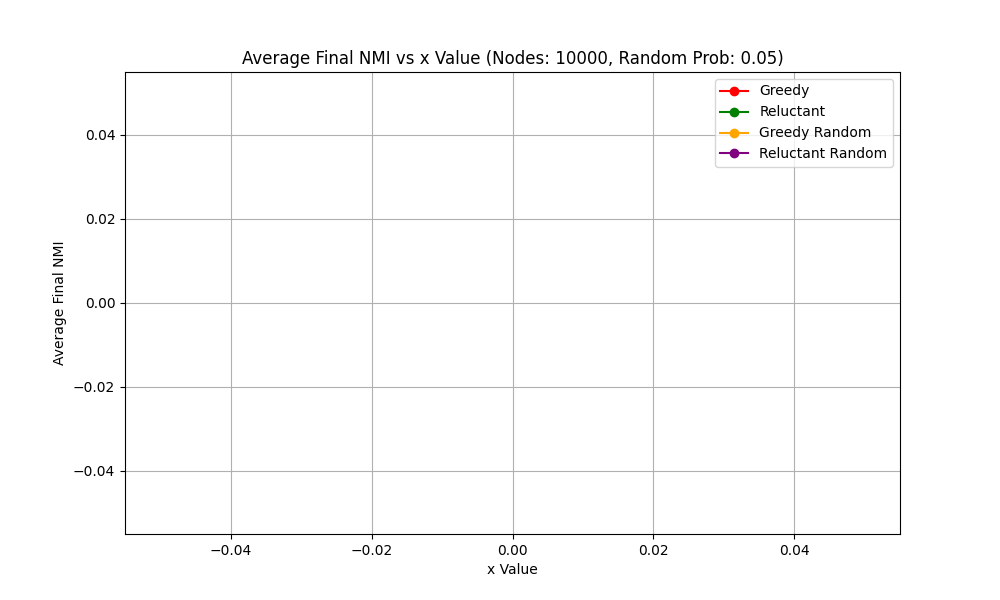 Average Final NMI vs x Value (Nodes: 10000, Random Prob: 0.05)
Greedy
Reluctant
Greedy Random
Reluctant Random
Average Final NMI
0.04
0.02
0.00
−0.02
−0.04
−0.04
−0.02
0.00
0.02
0.04
x Value